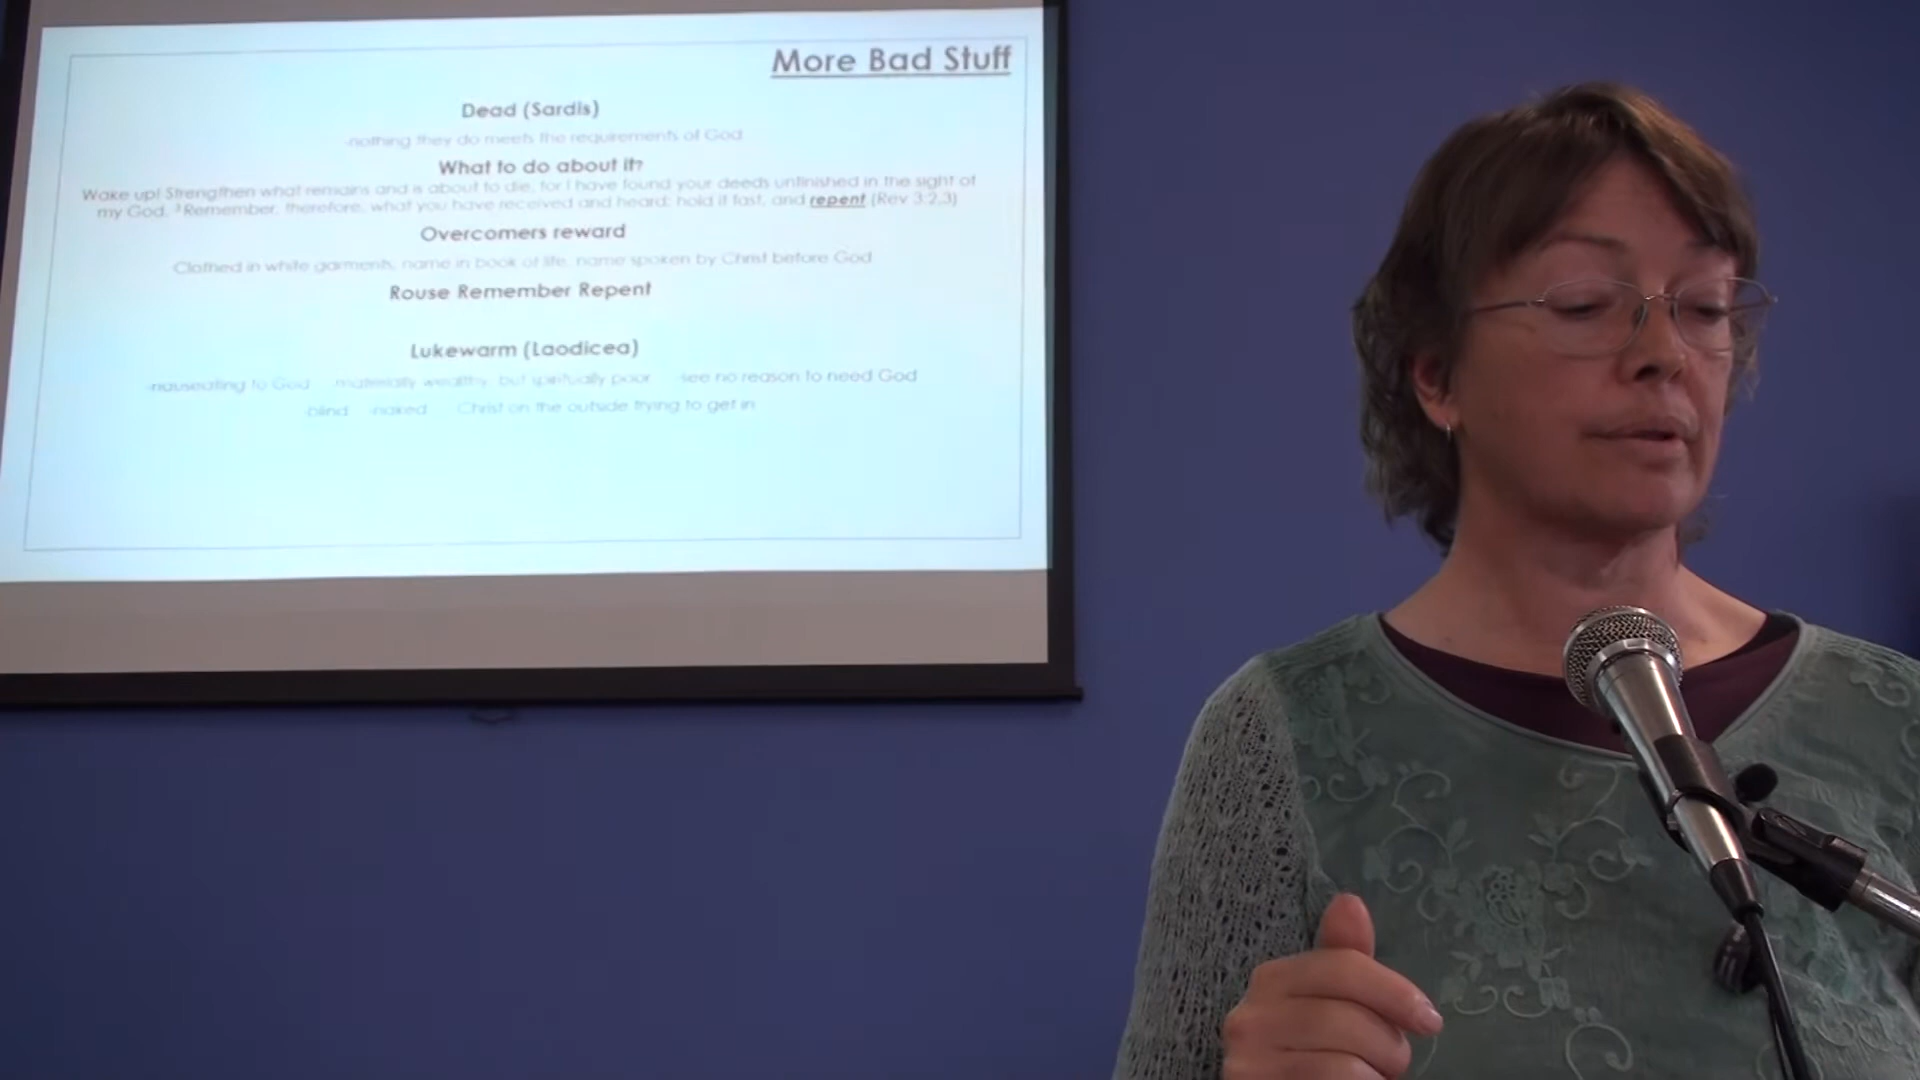 More Bad Stuff
Dead (Sardis)
-nothing they do meets the requirements of God
What to do about it?
Wake up! Strengthen what remains and is about to die, for I have found your deeds unfinished in the sight of
my God. ³ Remember, therefore, what you have received and heard; hold it fast, and repent (Rev 3:2,3)
Overcomers reward
Clothed in white garments, name in book of life, name spoken by Christ before God
Rouse Remember Repent
Lukewarm (Laodicea)
-nauseating to God -materially wealthy, but spiritually poor -see no reason to need God
-blind -naked -Christ on the outside trying to get in